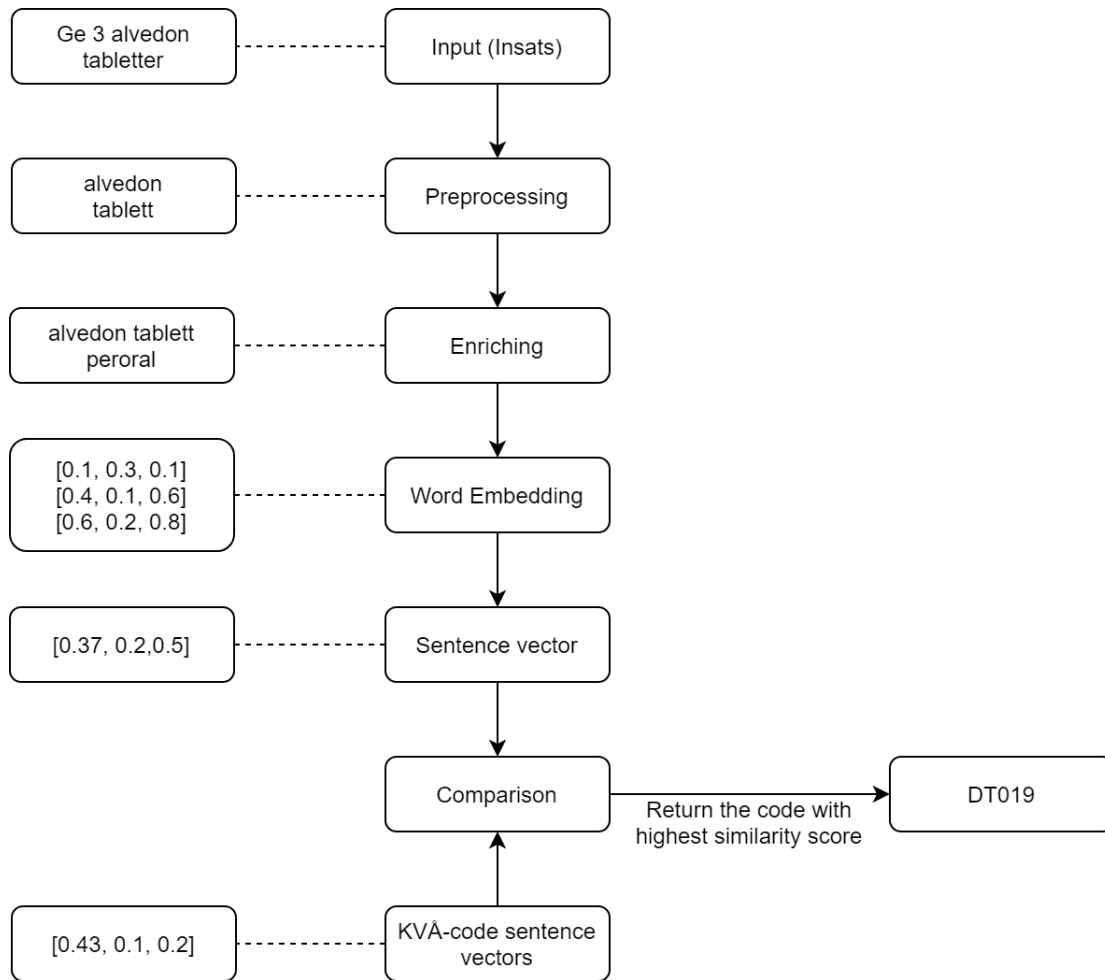 Ge 3 alvedon
tabletter
Input (Insats)
alvedon
tablett
Preprocessing
alvedon tablett
peroral
Enriching
[0.1, 0.3, 0.1]
[0.4, 0.1, 0.6]
[0.6, 0.2, 0.8]
Word Embedding
[0.37, 0.2,0.5]
Sentence vector
Comparison
Return the code with
highest similarity score
DT019
[0.43, 0.1, 0.2]
KVÅ-code sentence
vectors